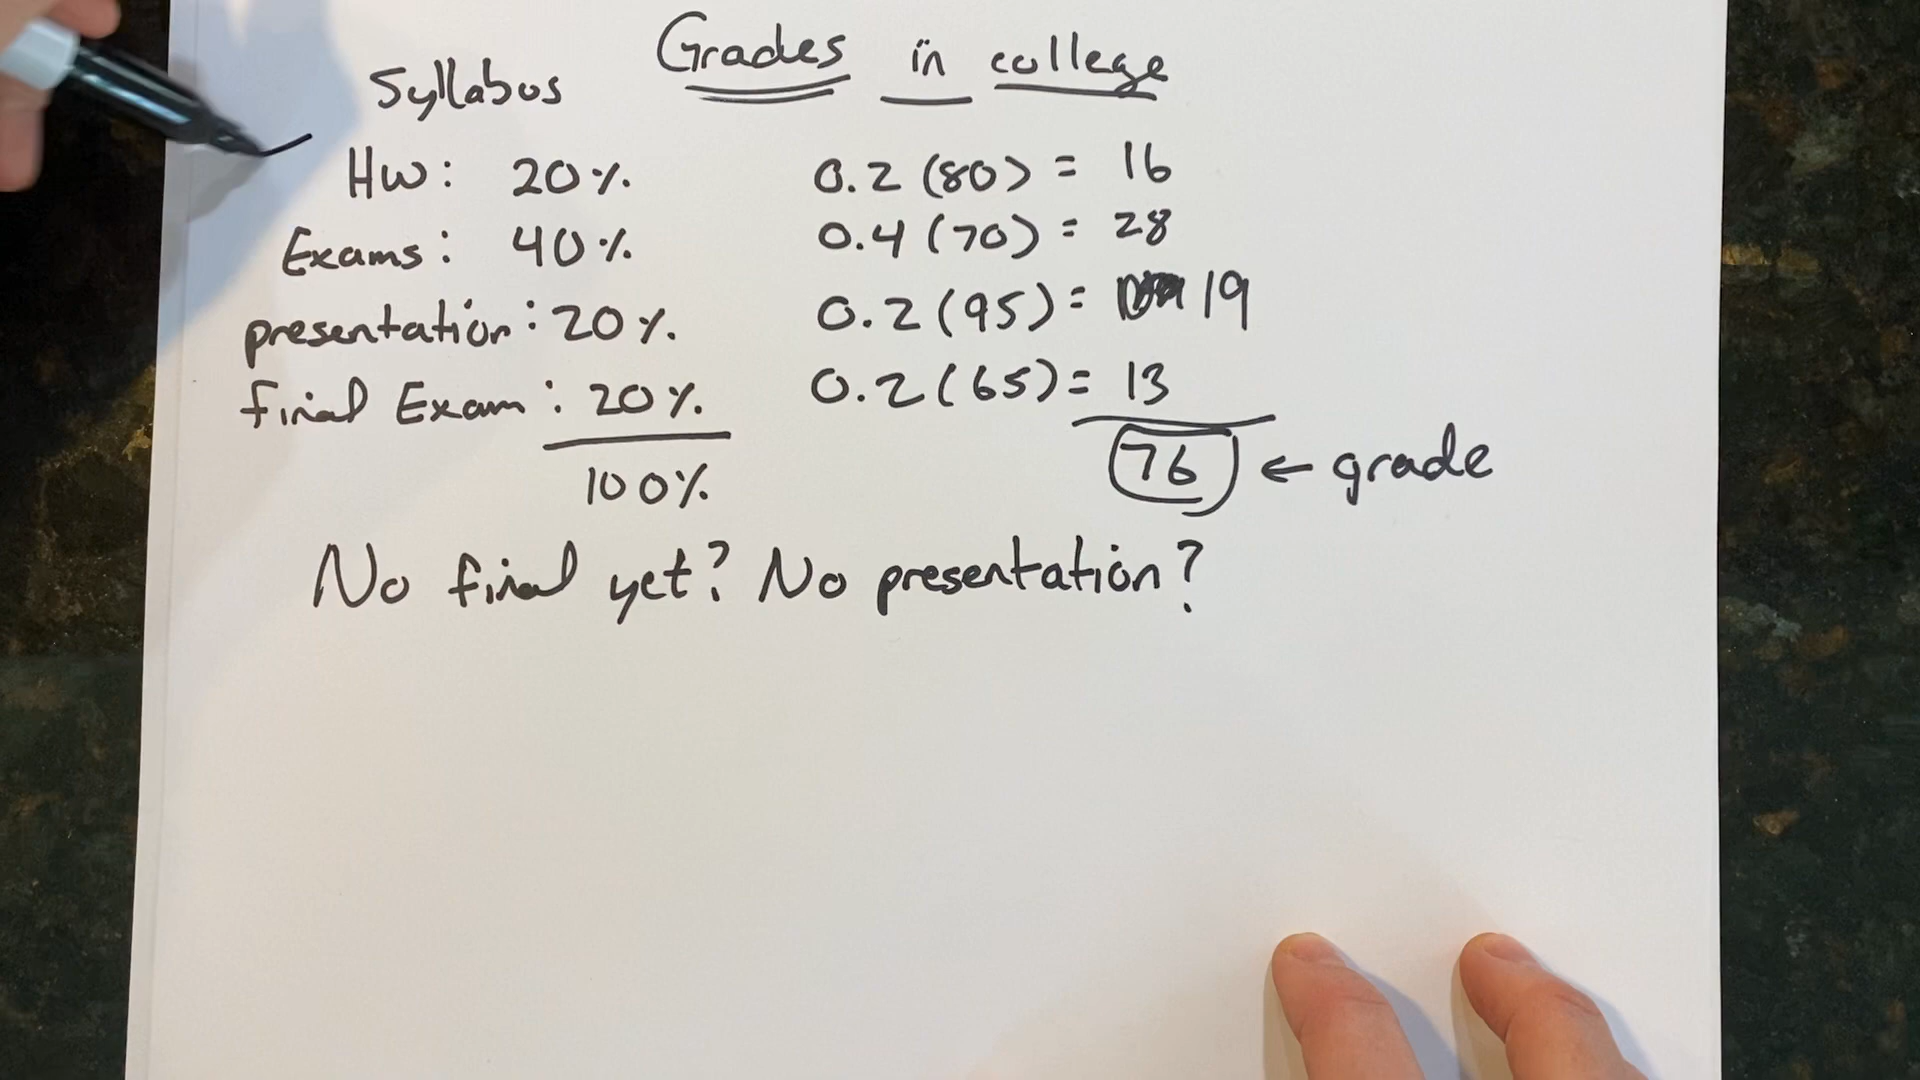 Grades in college
Syllabus
Hw: 20% 0.2 (80) = 16
Exams: 40% 0.4 (70) = 28
presentation: 20% 0.2 (95) = 19
final Exam: 20% 0.2 (65) = 13
100% 76 ← grade
No final yet? No presentation?